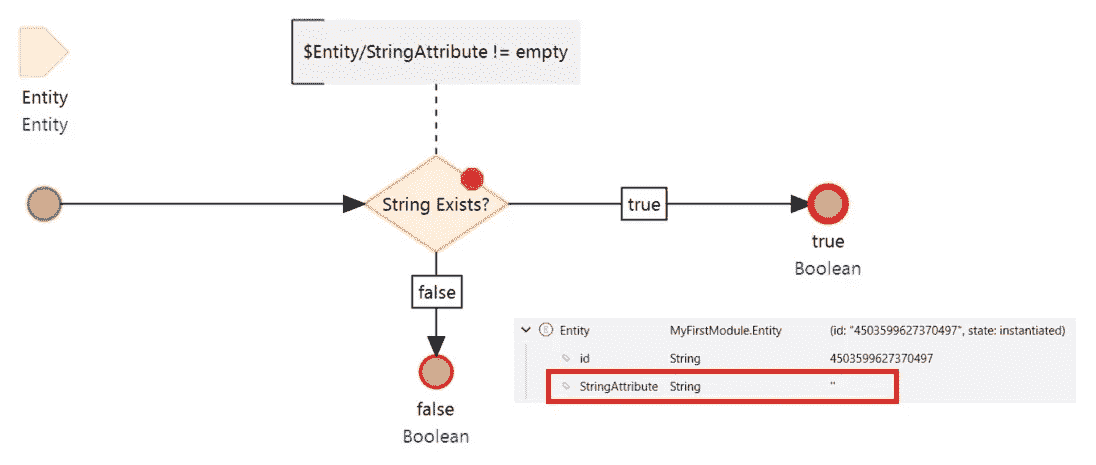 $Entity/StringAttribute != empty
Entity
Entity
String Exists?
true
true
Boolean
false
Entity MyFirstModule.Entity (id: "4503599627370497", state: instantiated)
id String 4503599627370497
StringAttribute String ''
false
Boolean